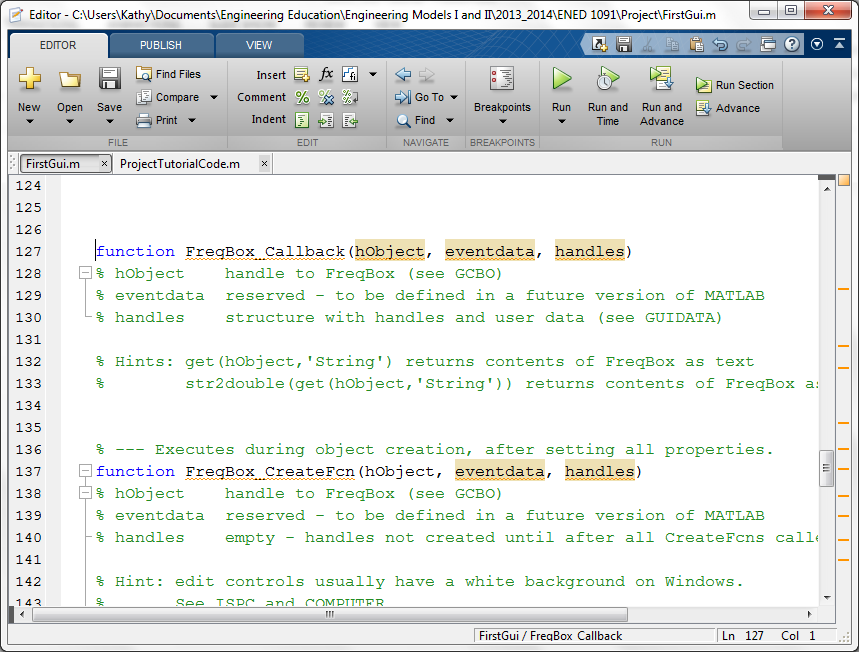 Editor - C:\Users\Kathy\Documents\Engineering Education\Engineering Models I and II\2013_2014\ENED 1091\Project\FirstGui.m
EDITOR PUBLISH VIEW
New Open Save Find Files Compare Print
FILE
Insert fx
Comment
Indent
EDIT
Go To
Find
NAVIGATE
Breakpoints
BREAKPOINTS
Run Run and Time Run and Advance Run Section Advance
RUN
FirstGui.m × ProjectTutorialCode.m ×
124
125
126
127 function FreqBox_Callback(hObject, eventdata, handles)
128 % hObject    handle to FreqBox (see GCBO)
129 % eventdata  reserved - to be defined in a future version of MATLAB
130 % handles    structure with handles and user data (see GUIDATA)
131
132 % Hints: get(hObject,'String') returns contents of FreqBox as text
133 %        str2double(get(hObject,'String')) returns contents of FreqBox as
134
135
136 % --- Executes during object creation, after setting all properties.
137 function FreqBox_CreateFcn(hObject, eventdata, handles)
138 % hObject    handle to FreqBox (see GCBO)
139 % eventdata  reserved - to be defined in a future version of MATLAB
140 % handles    empty - handles not created until after all CreateFcns calle
141
142 % Hint: edit controls usually have a white background on Windows.
143 %       See ISPC and COMPUTER
FirstGui / FreqBox_Callback Ln 127 Col 1